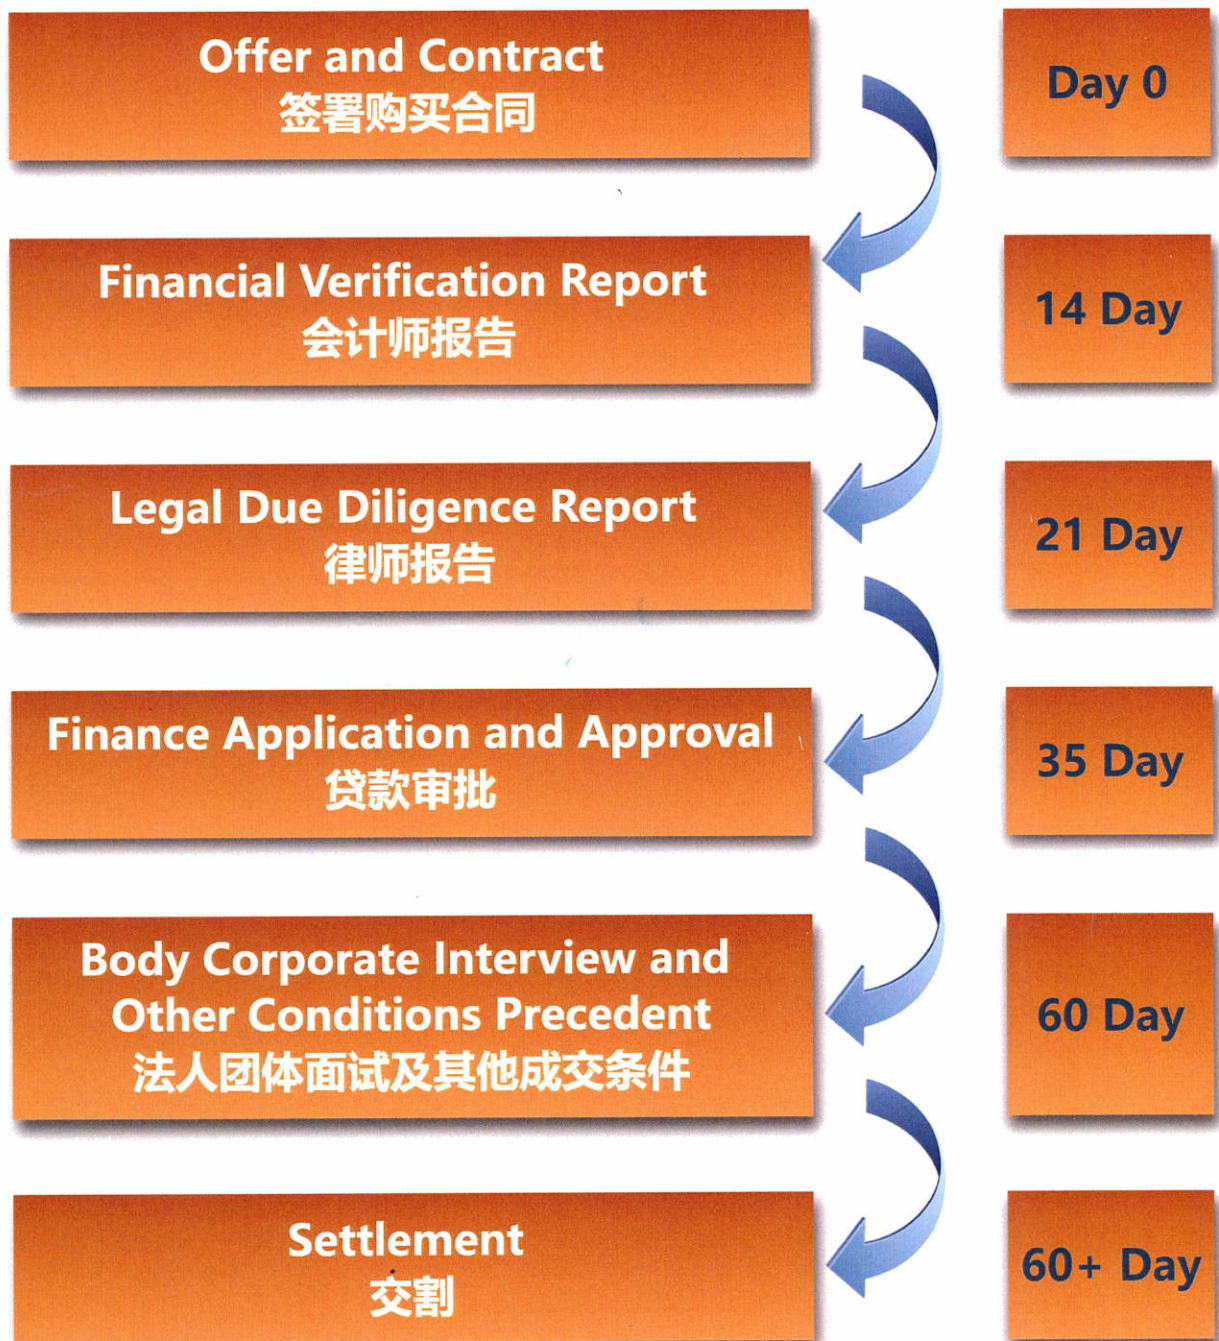 Offer and Contract
签署购买合同
Day 0
Financial Verification Report
会计师报告
14 Day
Legal Due Diligence Report
律师报告
21 Day
Finance Application and Approval
贷款审批
35 Day
Body Corporate Interview and
Other Conditions Precedent
法人团体面试及其他成交条件
60 Day
Settlement
交割
60+ Day